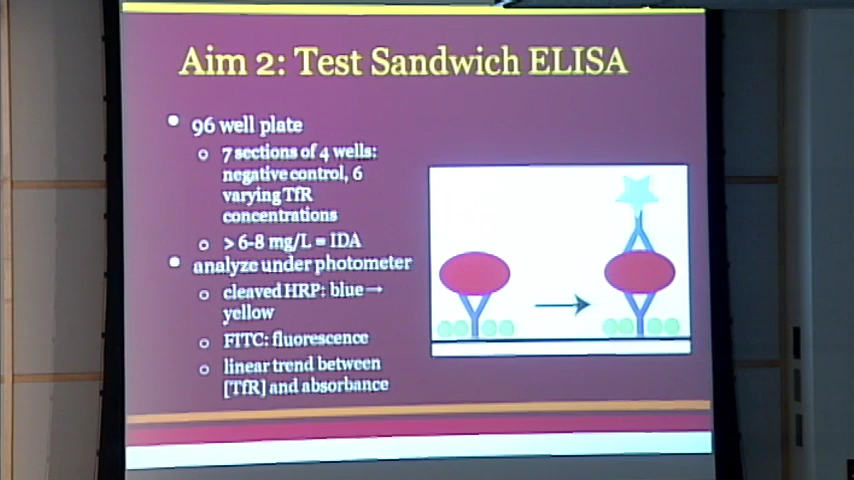 Aim 2: Test Sandwich ELISA
• 96 well plate
o 7 sections of 4 wells:
negative control, 6
varying TfR
concentrations
o > 6-8 mg/L = IDA
• analyze under photometer
o cleaved HRP: blue →
yellow
o FITC: fluorescence
o linear trend between
[TfR] and absorbance